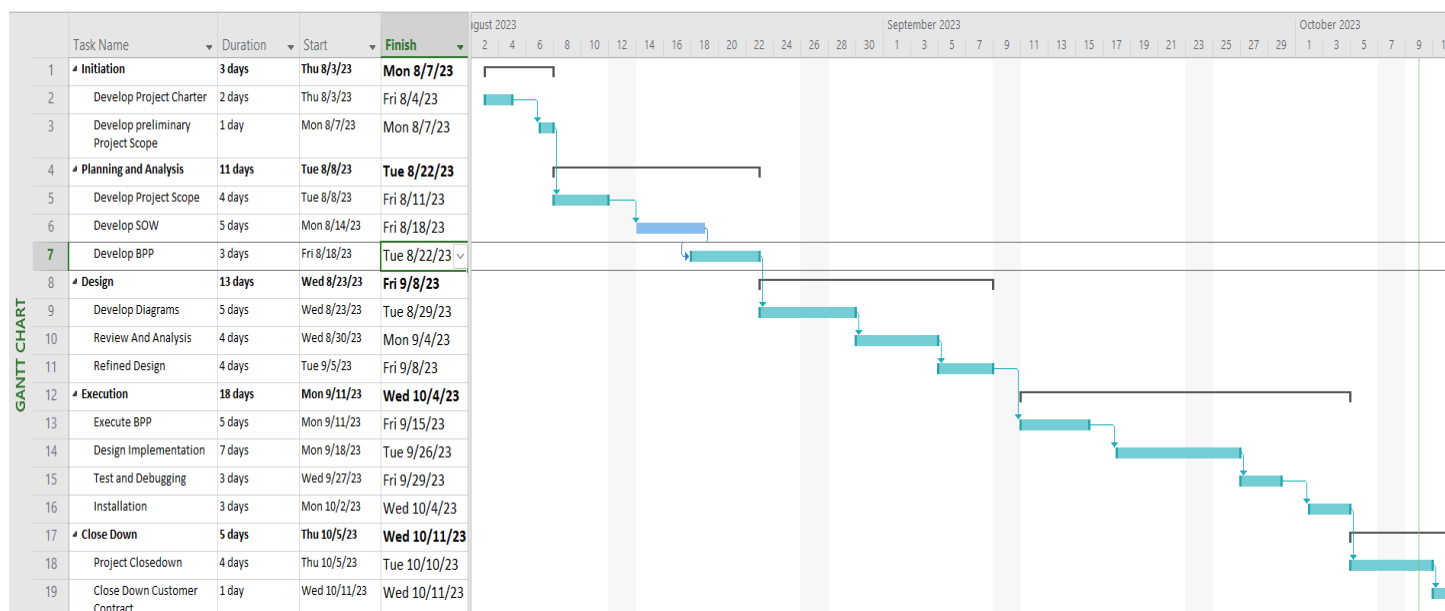 GANTT CHART
Task Name Duration Start Finish
1 Initiation 3 days Thu 8/3/23 Mon 8/7/23
2 Develop Project Charter 2 days Thu 8/3/23 Fri 8/4/23
3 Develop preliminary 1 day Mon 8/7/23 Mon 8/7/23
Project Scope
4 Planning and Analysis 11 days Tue 8/8/23 Tue 8/22/23
5 Develop Project Scope 4 days Tue 8/8/23 Fri 8/11/23
6 Develop SOW 5 days Mon 8/14/23 Fri 8/18/23
7 Develop BPP 3 days Fri 8/18/23 Tue 8/22/23
8 Design 13 days Wed 8/23/23 Fri 9/8/23
9 Develop Diagrams 5 days Wed 8/23/23 Tue 8/29/23
10 Review And Analysis 4 days Wed 8/30/23 Mon 9/4/23
11 Refined Design 4 days Tue 9/5/23 Fri 9/8/23
12 Execution 18 days Mon 9/11/23 Wed 10/4/23
13 Execute BPP 5 days Mon 9/11/23 Fri 9/15/23
14 Design Implementation 7 days Mon 9/18/23 Tue 9/26/23
15 Test and Debugging 3 days Wed 9/27/23 Fri 9/29/23
16 Installation 3 days Mon 10/2/23 Wed 10/4/23
17 Close Down 5 days Thu 10/5/23 Wed 10/11/23
18 Project Closedown 4 days Thu 10/5/23 Tue 10/10/23
19 Close Down Customer 1 day Wed 10/11/23 Wed 10/11/23
Contract
2023 September 2023 October 2023
2 4 6 8 10 12 14 16 18 20 22 24 26 28 30 1 3 5 7 9 11 13 15 17 19 21 23 25 27 29 1 3 5 7 9